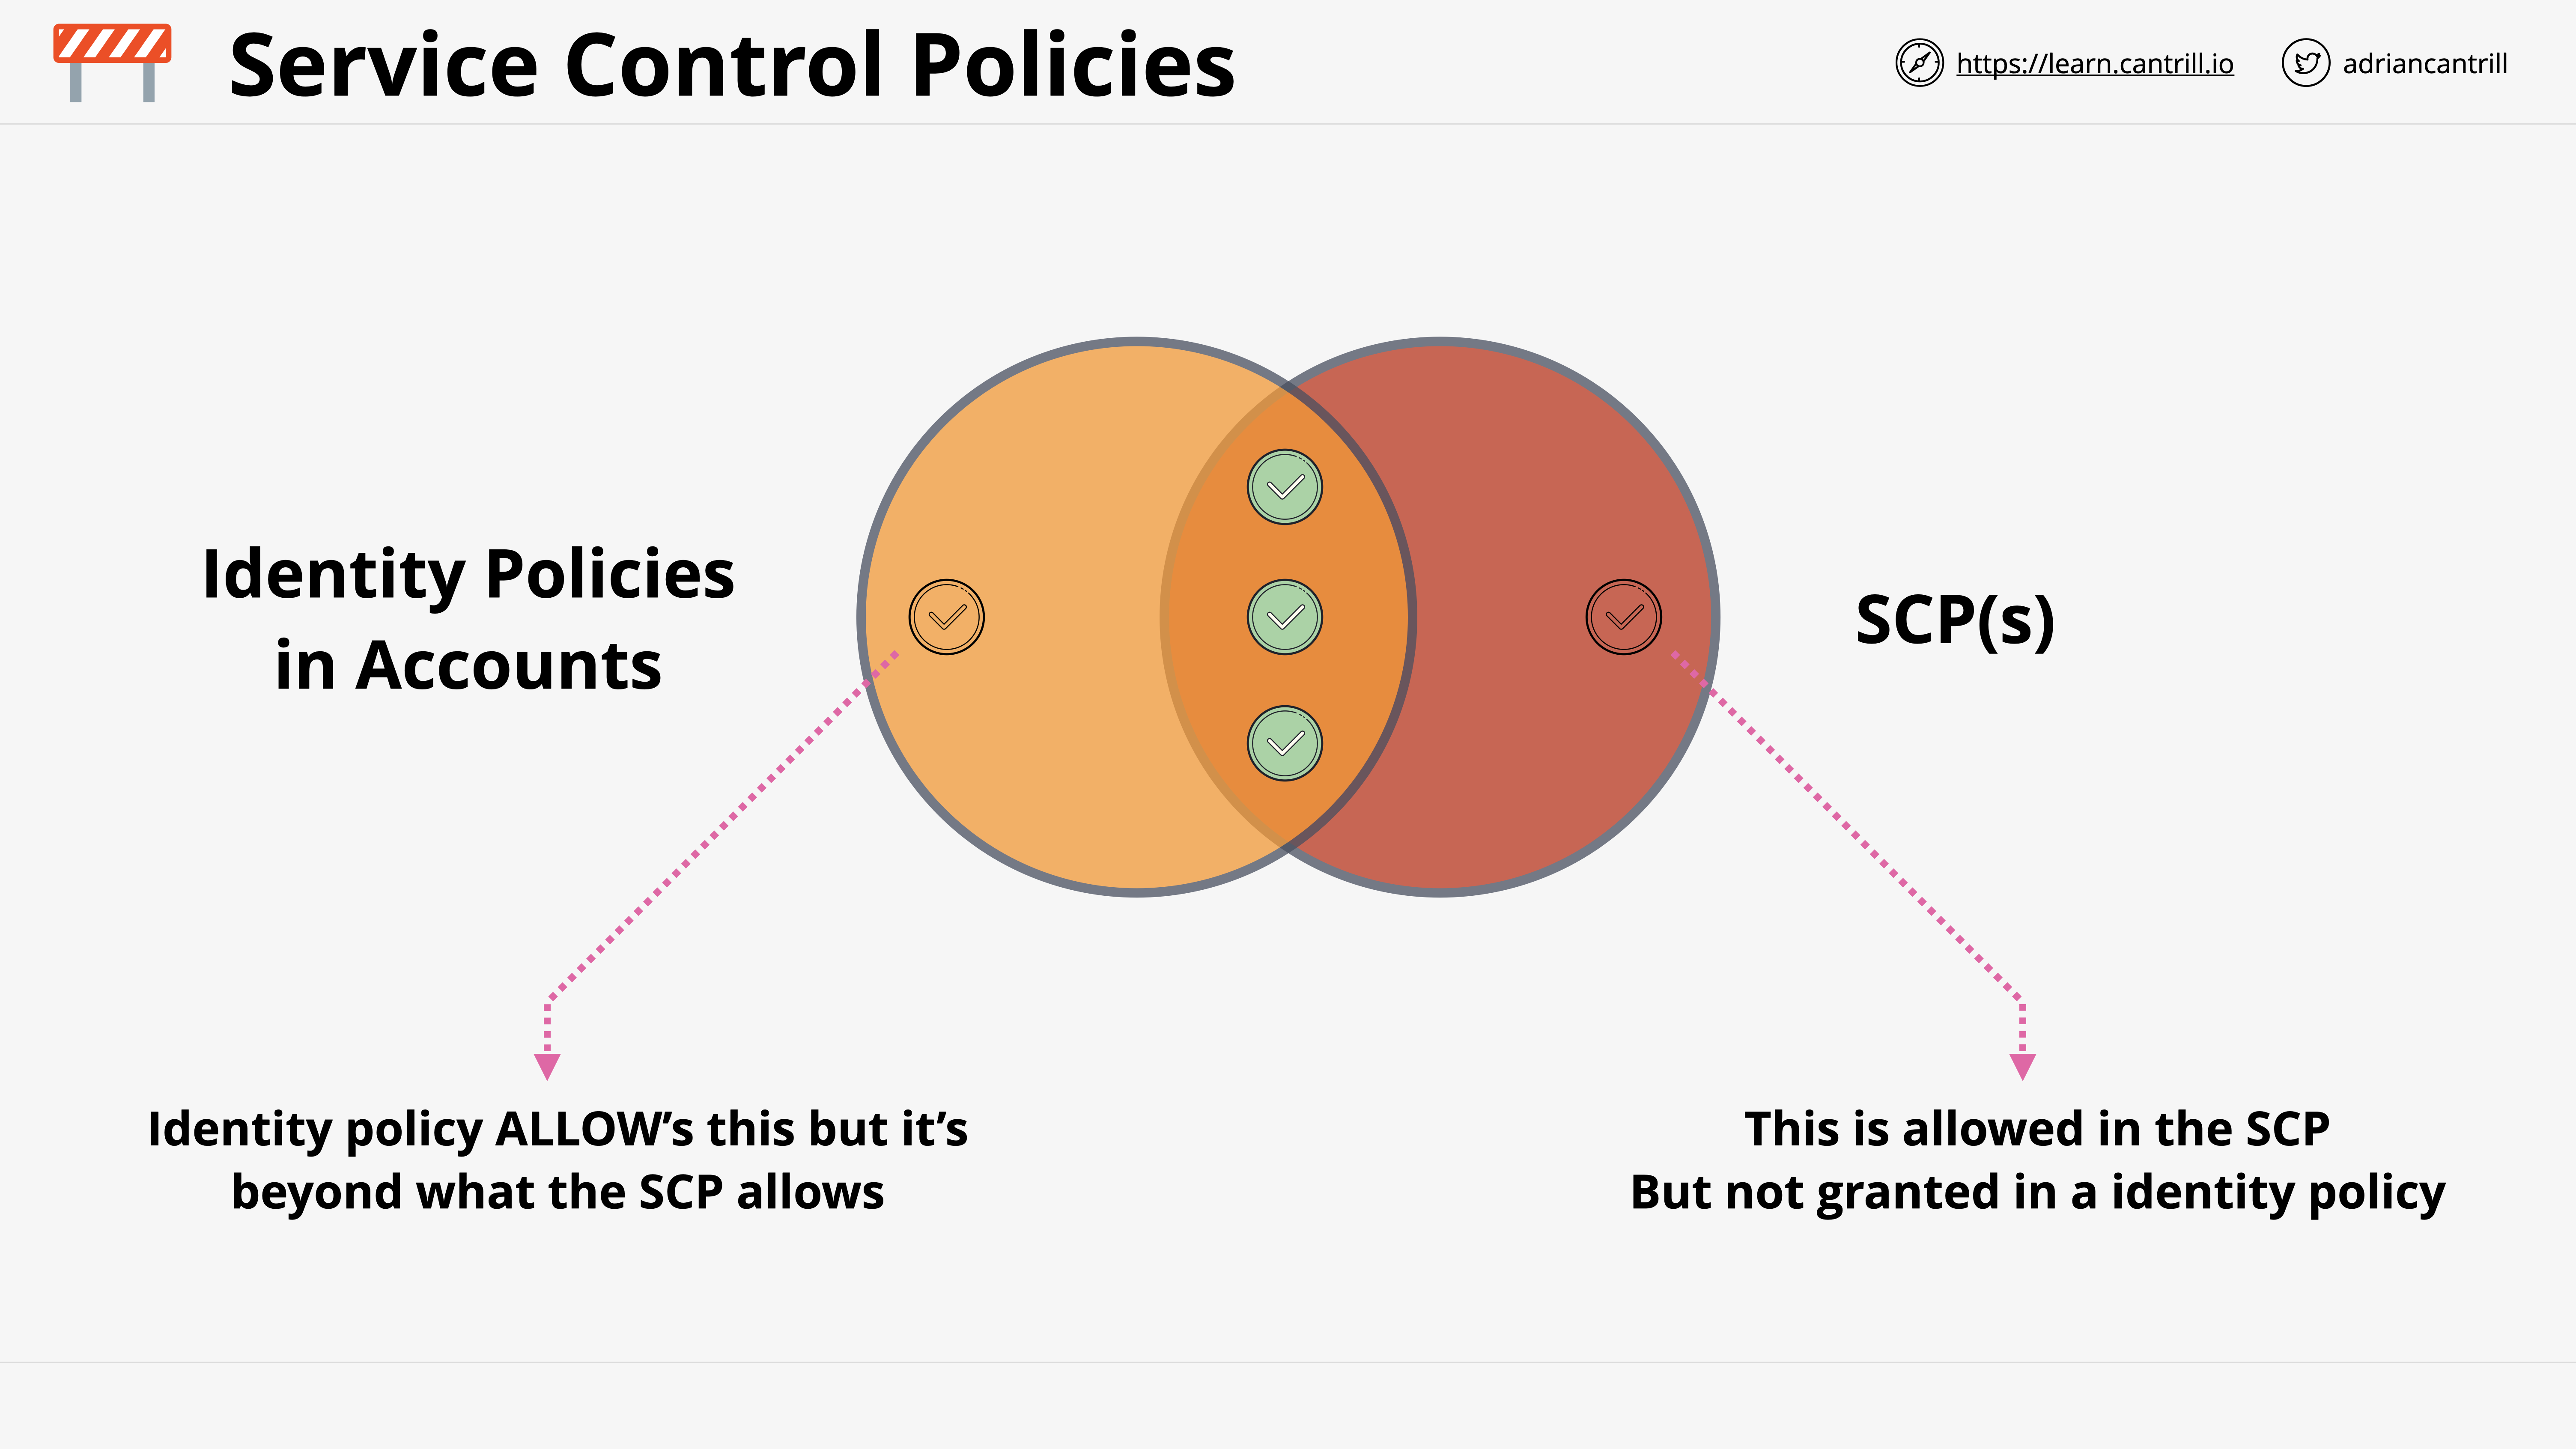 Service Control Policies
https://learn.cantrill.io
adriancantrill
Identity Policies
in Accounts
SCP(s)
Identity policy ALLOW’s this but it’s
beyond what the SCP allows
This is allowed in the SCP
But not granted in a identity policy